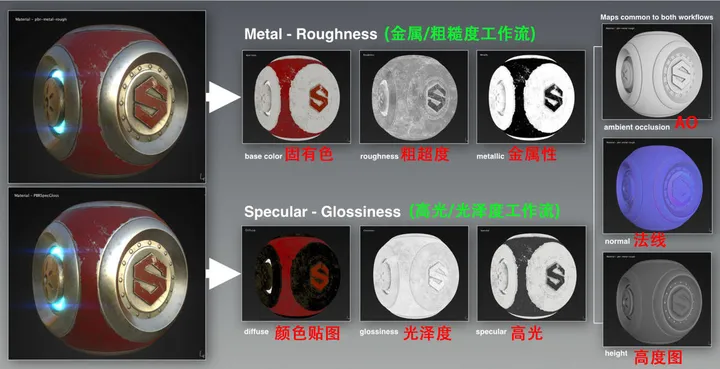 Material - pbr-metal-rough
Metal - Roughness (金属/粗糙度工作流)
base color 固有色
roughness 粗超度
metallic 金属性
Material - PBRSpecGloss
Specular - Glossiness (高光/光泽度工作流)
diffuse 颜色贴图
glossiness 光泽度
specular 高光
Maps common to both workflows
ambient occlusion AO
normal 法线
height 高度图